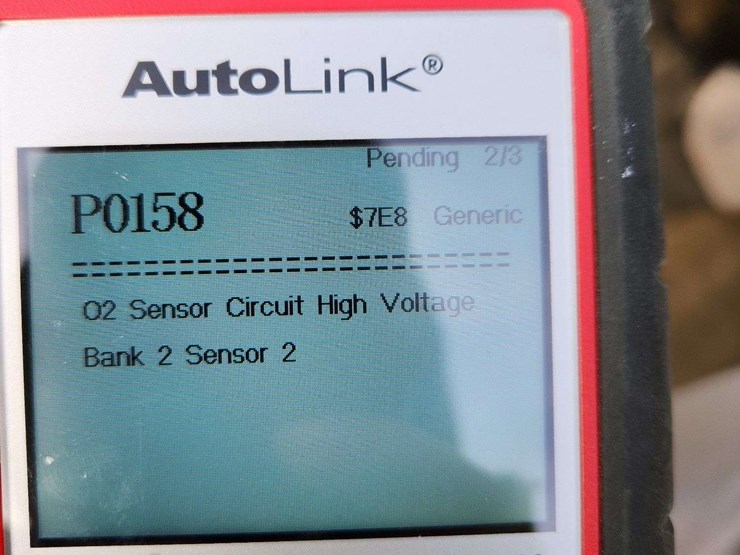 AutoLink®
Pending 2/3
P0158 $7E8 Generic
==========================
O2 Sensor Circuit High Voltage
Bank 2 Sensor 2